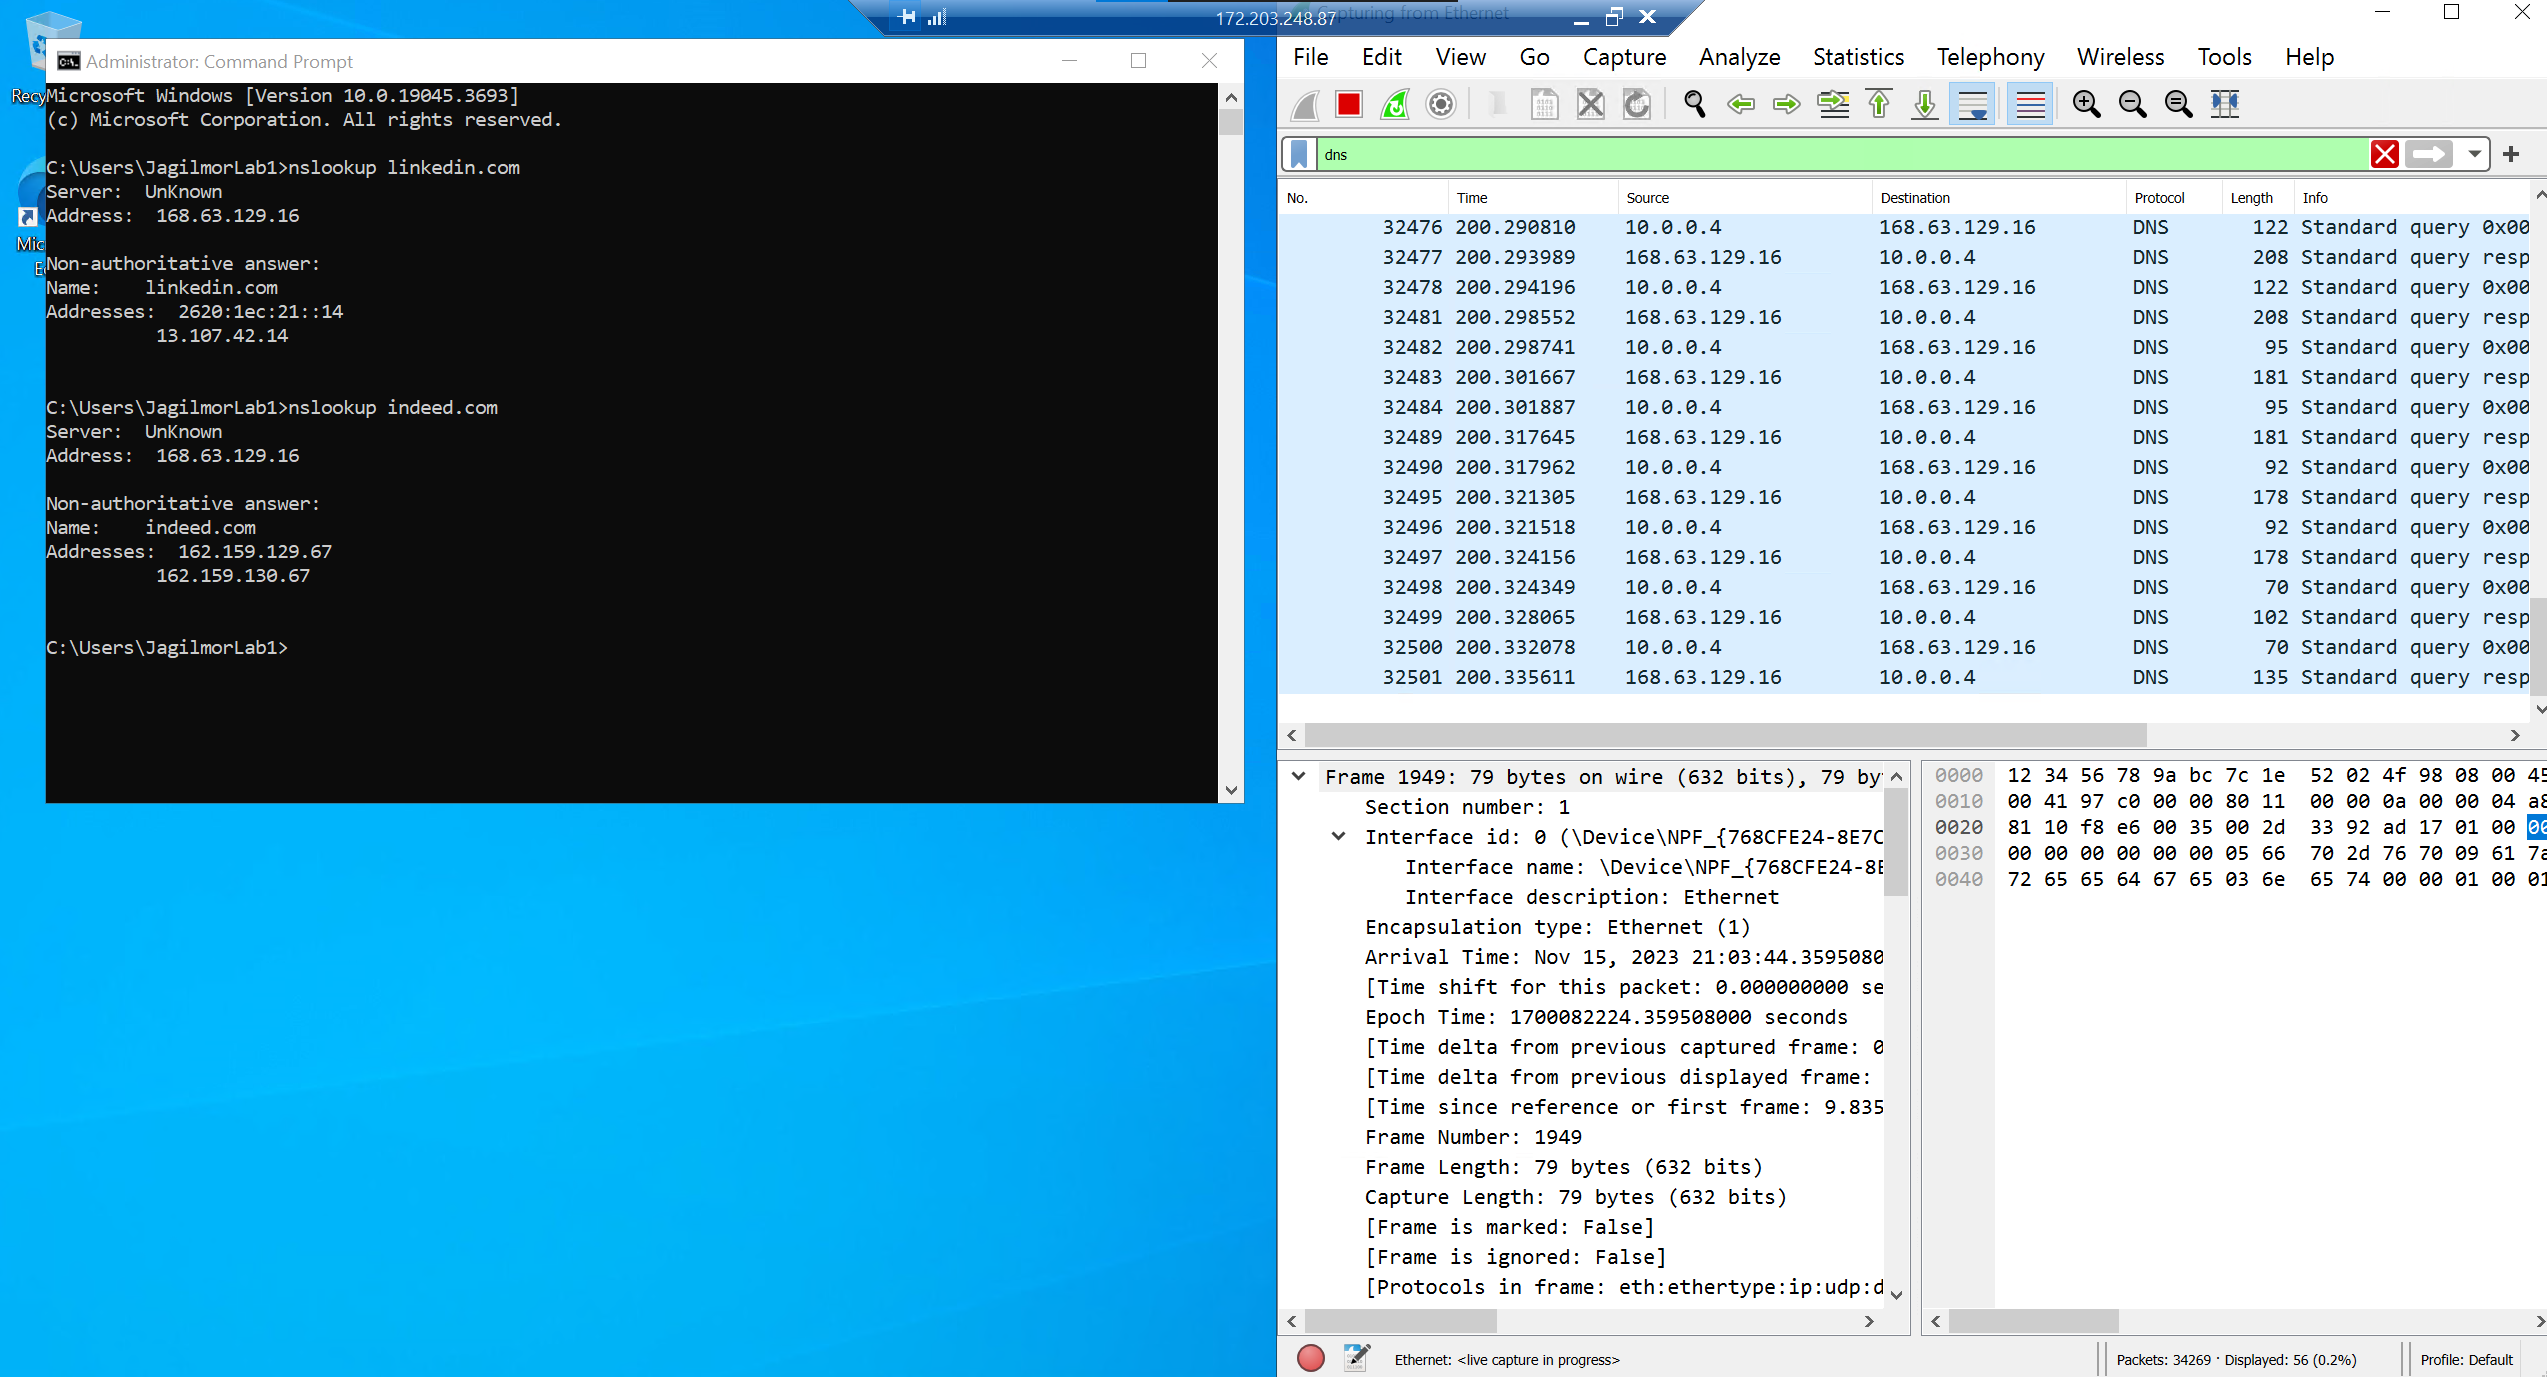 172.203.248.87
Capturing from Ethernet
Administrator: Command Prompt
Microsoft Windows [Version 10.0.19045.3693]
(c) Microsoft Corporation. All rights reserved.
C:\Users\JagilmorLab1>nslookup linkedin.com
Server:  UnKnown
Address:  168.63.129.16
Non-authoritative answer:
Name:    linkedin.com
Addresses:  2620:1ec:21::14
13.107.42.14
C:\Users\JagilmorLab1>nslookup indeed.com
Server:  UnKnown
Address:  168.63.129.16
Non-authoritative answer:
Name:    indeed.com
Addresses:  162.159.129.67
162.159.130.67
C:\Users\JagilmorLab1>
Recy
Mic
E
File Edit View Go Capture Analyze Statistics Telephony Wireless Tools Help
dns
No. Time Source Destination Protocol Length Info
32476 200.290810 10.0.0.4 168.63.129.16 DNS 122 Standard query 0x00
32477 200.293989 168.63.129.16 10.0.0.4 DNS 208 Standard query resp
32478 200.294196 10.0.0.4 168.63.129.16 DNS 122 Standard query 0x00
32481 200.298552 168.63.129.16 10.0.0.4 DNS 208 Standard query resp
32482 200.298741 10.0.0.4 168.63.129.16 DNS 95 Standard query 0x00
32483 200.301667 168.63.129.16 10.0.0.4 DNS 181 Standard query resp
32484 200.301887 10.0.0.4 168.63.129.16 DNS 95 Standard query 0x00
32489 200.317645 168.63.129.16 10.0.0.4 DNS 181 Standard query resp
32490 200.317962 10.0.0.4 168.63.129.16 DNS 92 Standard query 0x00
32495 200.321305 168.63.129.16 10.0.0.4 DNS 178 Standard query resp
32496 200.321518 10.0.0.4 168.63.129.16 DNS 92 Standard query 0x00
32497 200.324156 168.63.129.16 10.0.0.4 DNS 178 Standard query resp
32498 200.324349 10.0.0.4 168.63.129.16 DNS 70 Standard query 0x00
32499 200.328065 168.63.129.16 10.0.0.4 DNS 102 Standard query resp
32500 200.332078 10.0.0.4 168.63.129.16 DNS 70 Standard query 0x00
32501 200.335611 168.63.129.16 10.0.0.4 DNS 135 Standard query resp
Frame 1949: 79 bytes on wire (632 bits), 79 by
Section number: 1
Interface id: 0 (\Device\NPF_{768CFE24-8E7C
Interface name: \Device\NPF_{768CFE24-8E
Interface description: Ethernet
Encapsulation type: Ethernet (1)
Arrival Time: Nov 15, 2023 21:03:44.3595080
[Time shift for this packet: 0.000000000 se
Epoch Time: 1700082224.359508000 seconds
[Time delta from previous captured frame: 0
[Time delta from previous displayed frame:
[Time since reference or first frame: 9.835
Frame Number: 1949
Frame Length: 79 bytes (632 bits)
Capture Length: 79 bytes (632 bits)
[Frame is marked: False]
[Frame is ignored: False]
[Protocols in frame: eth:ethertype:ip:udp:d
0000 12 34 56 78 9a bc 7c 1e 52 02 4f 98 08 00 45
0010 00 41 97 c0 00 00 80 11 00 00 0a 00 00 04 a8
0020 81 10 f8 e6 00 35 00 2d 33 92 ad 17 01 00 00
0030 00 00 00 00 00 00 05 66 70 2d 76 70 09 61 7a
0040 72 65 65 64 67 65 03 6e 65 74 00 00 01 00 01
Ethernet: <live capture in progress>
Packets: 34269 · Displayed: 56 (0.2%)
Profile: Default